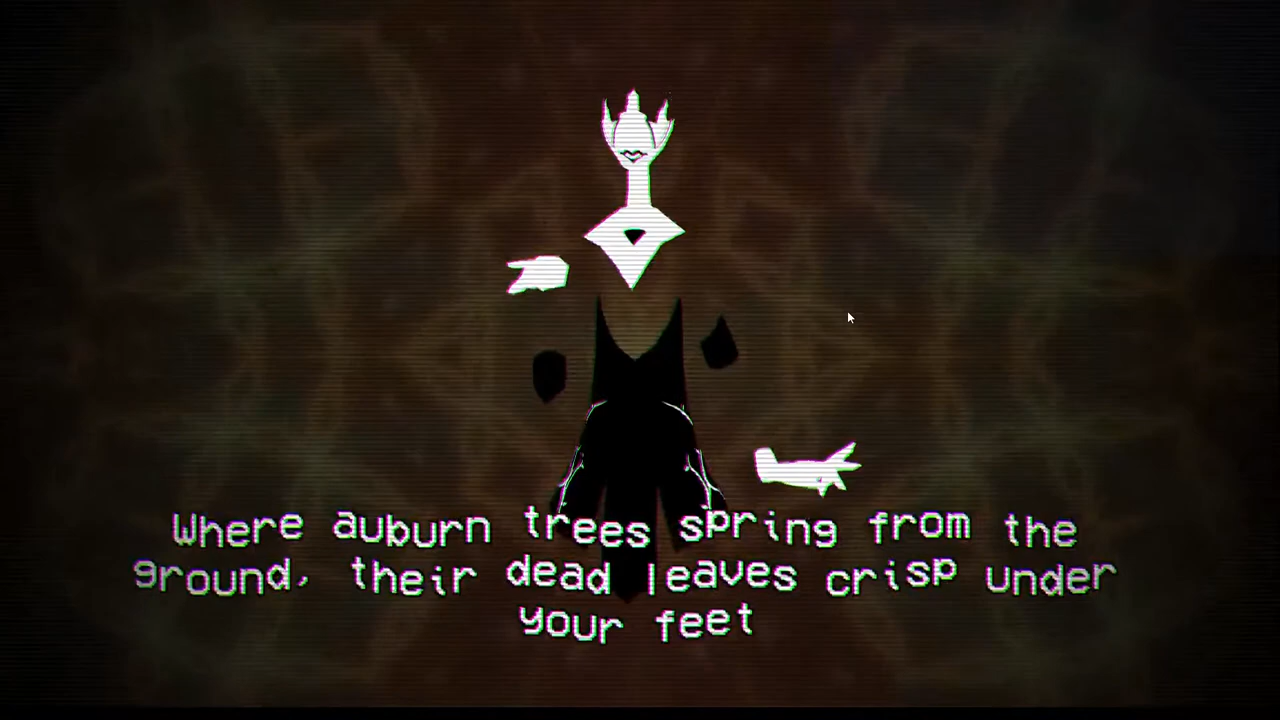 Where auburn trees spring from the
ground, their dead leaves crisp under
your feet